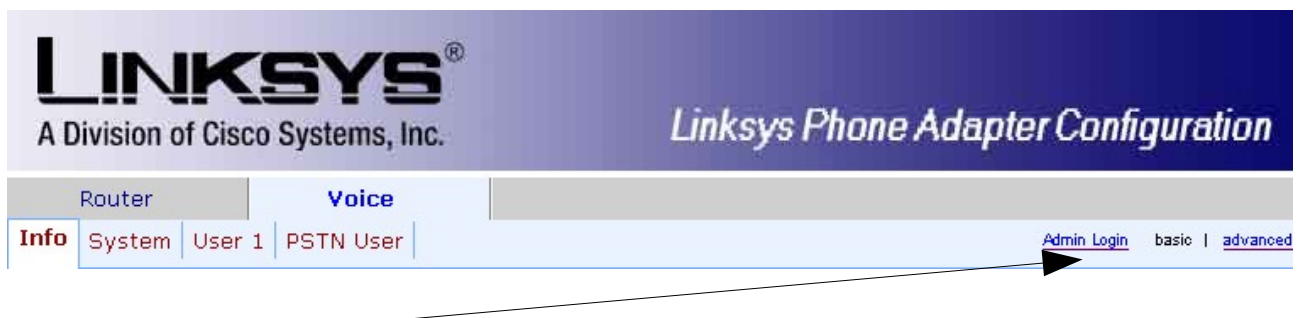 LINKSYS®
A Division of Cisco Systems, Inc.
Linksys Phone Adapter Configuration
Router Voice
Info System User 1 PSTN User Admin Login basic | advanced